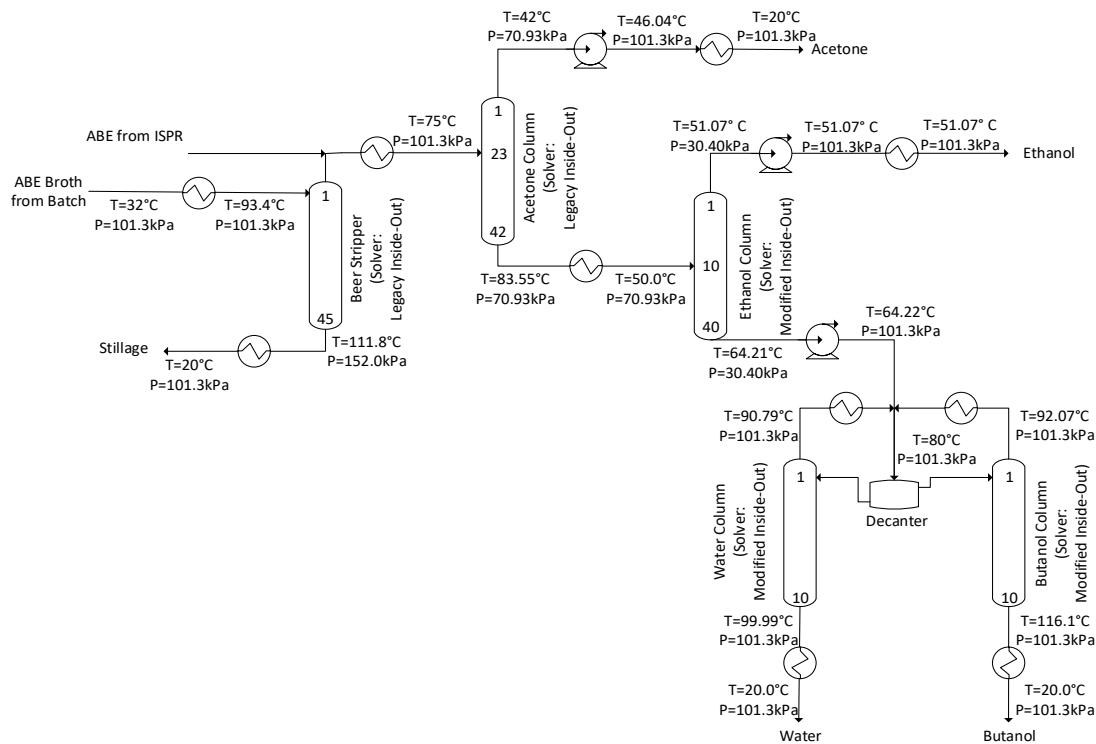 T=42°C
P=70.93kPa
T=46.04°C
P=101.3kPa
T=20°C
P=101.3kPa
Acetone
ABE from ISPR
T=75°C
P=101.3kPa
1
23
42
Acetone Column
(Solver:
Legacy Inside-Out)
ABE Broth
from Batch
T=32°C
P=101.3kPa
T=93.4°C
P=101.3kPa
1
45
Beer Stripper
(Solver:
Legacy Inside-Out)
T=51.07° C
P=30.40kPa
T=51.07° C
P=101.3kPa
T=51.07° C
P=101.3kPa
Ethanol
1
10
40
Ethanol Column
(Solver:
Modified Inside-Out)
T=83.55°C
P=70.93kPa
T=50.0°C
P=70.93kPa
Stillage
T=20°C
P=101.3kPa
T=111.8°C
P=152.0kPa
T=64.22°C
P=101.3kPa
T=64.21°C
P=30.40kPa
T=90.79°C
P=101.3kPa
T=80°C
P=101.3kPa
T=92.07°C
P=101.3kPa
Water Column
(Solver:
Modified Inside-Out)
1
10
Decanter
1
10
Butanol Column
(Solver:
Modified Inside-Out)
T=99.99°C
P=101.3kPa
T=116.1°C
P=101.3kPa
T=20.0°C
P=101.3kPa
T=20.0°C
P=101.3kPa
Water
Butanol